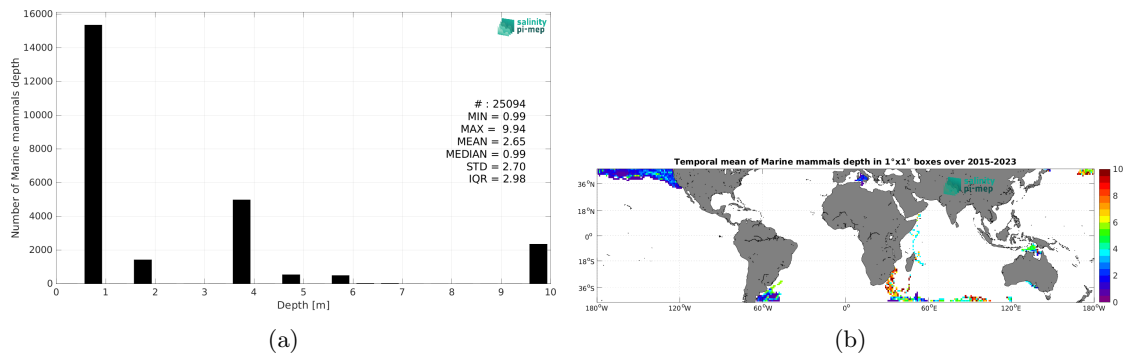 16000
14000
12000
10000
8000
6000
4000
2000
0
Number of Marine mammals depth
salinity
pi-mep
# : 25094
MIN = 0.99
MAX = 9.94
MEAN = 2.65
MEDIAN = 0.99
STD = 2.70
IQR = 2.98
0 1 2 3 4 5 6 7 8 9 10
Depth [m]
(a)
Temporal mean of Marine mammals depth in 1°x1° boxes over 2015-2023
salinity
pi-mep
36°N
18°N
0°
18°S
36°S
180°W 120°W 60°W 0° 60°E 120°E 180°W
10
8
6
4
2
0
(b)